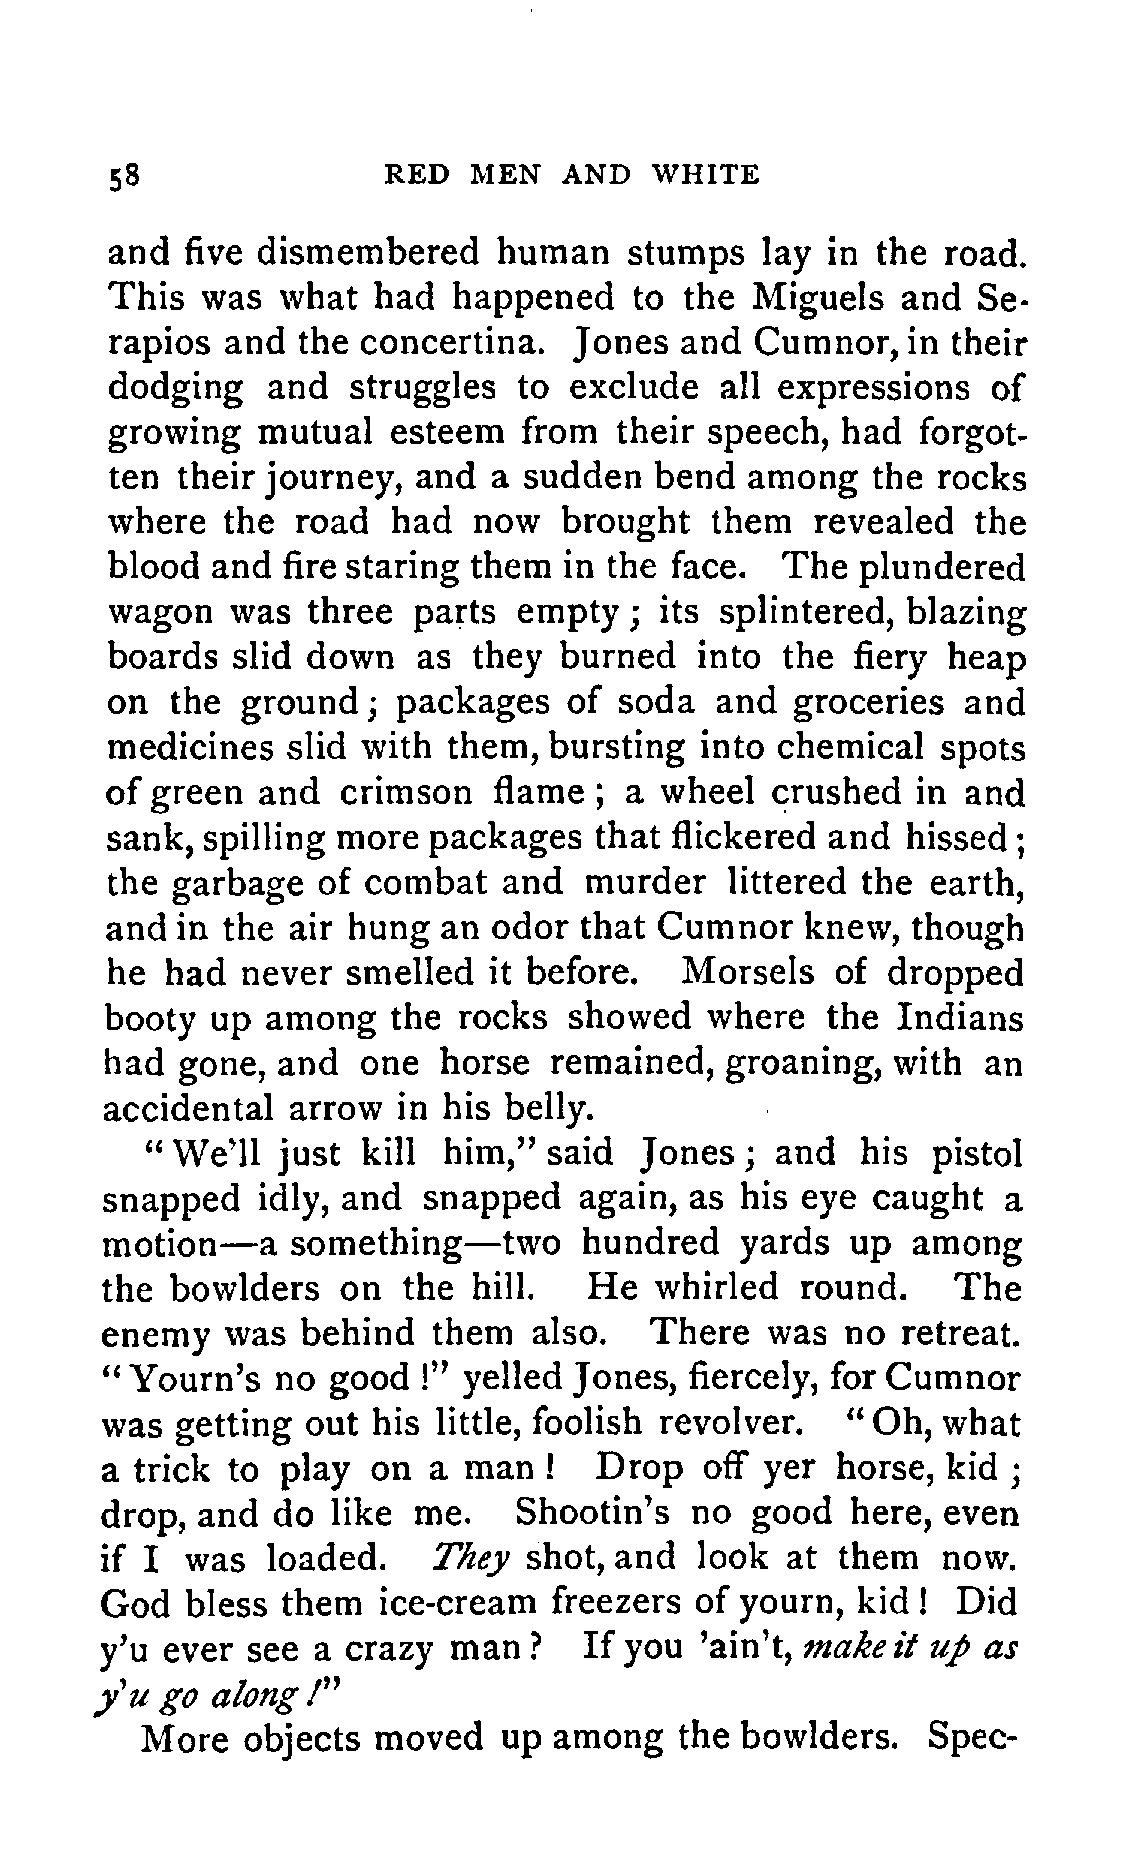 58 RED MEN AND WHITE
and five dismembered human stumps lay in the road.
This was what had happened to the Miguels and Se-
rapios and the concertina. Jones and Cumnor, in their
dodging and struggles to exclude all expressions of
growing mutual esteem from their speech, had forgot-
ten their journey, and a sudden bend among the rocks
where the road had now brought them revealed the
blood and fire staring them in the face. The plundered
wagon was three parts empty; its splintered, blazing
boards slid down as they burned into the fiery heap
on the ground; packages of soda and groceries and
medicines slid with them, bursting into chemical spots
of green and crimson flame; a wheel crushed in and
sank, spilling more packages that flickered and hissed;
the garbage of combat and murder littered the earth,
and in the air hung an odor that Cumnor knew, though
he had never smelled it before. Morsels of dropped
booty up among the rocks showed where the Indians
had gone, and one horse remained, groaning, with an
accidental arrow in his belly.
"We'll just kill him," said Jones; and his pistol
snapped idly, and snapped again, as his eye caught a
motion—a something—two hundred yards up among
the bowlders on the hill. He whirled round. The
enemy was behind them also. There was no retreat.
"Yourn's no good!" yelled Jones, fiercely, for Cumnor
was getting out his little, foolish revolver. "Oh, what
a trick to play on a man! Drop off yer horse, kid;
drop, and do like me. Shootin's no good here, even
if I was loaded. They shot, and look at them now.
God bless them ice-cream freezers of yourn, kid! Did
y'u ever see a crazy man? If you 'ain't, make it up as
y'u go along!"
More objects moved up among the bowlders. Spec-